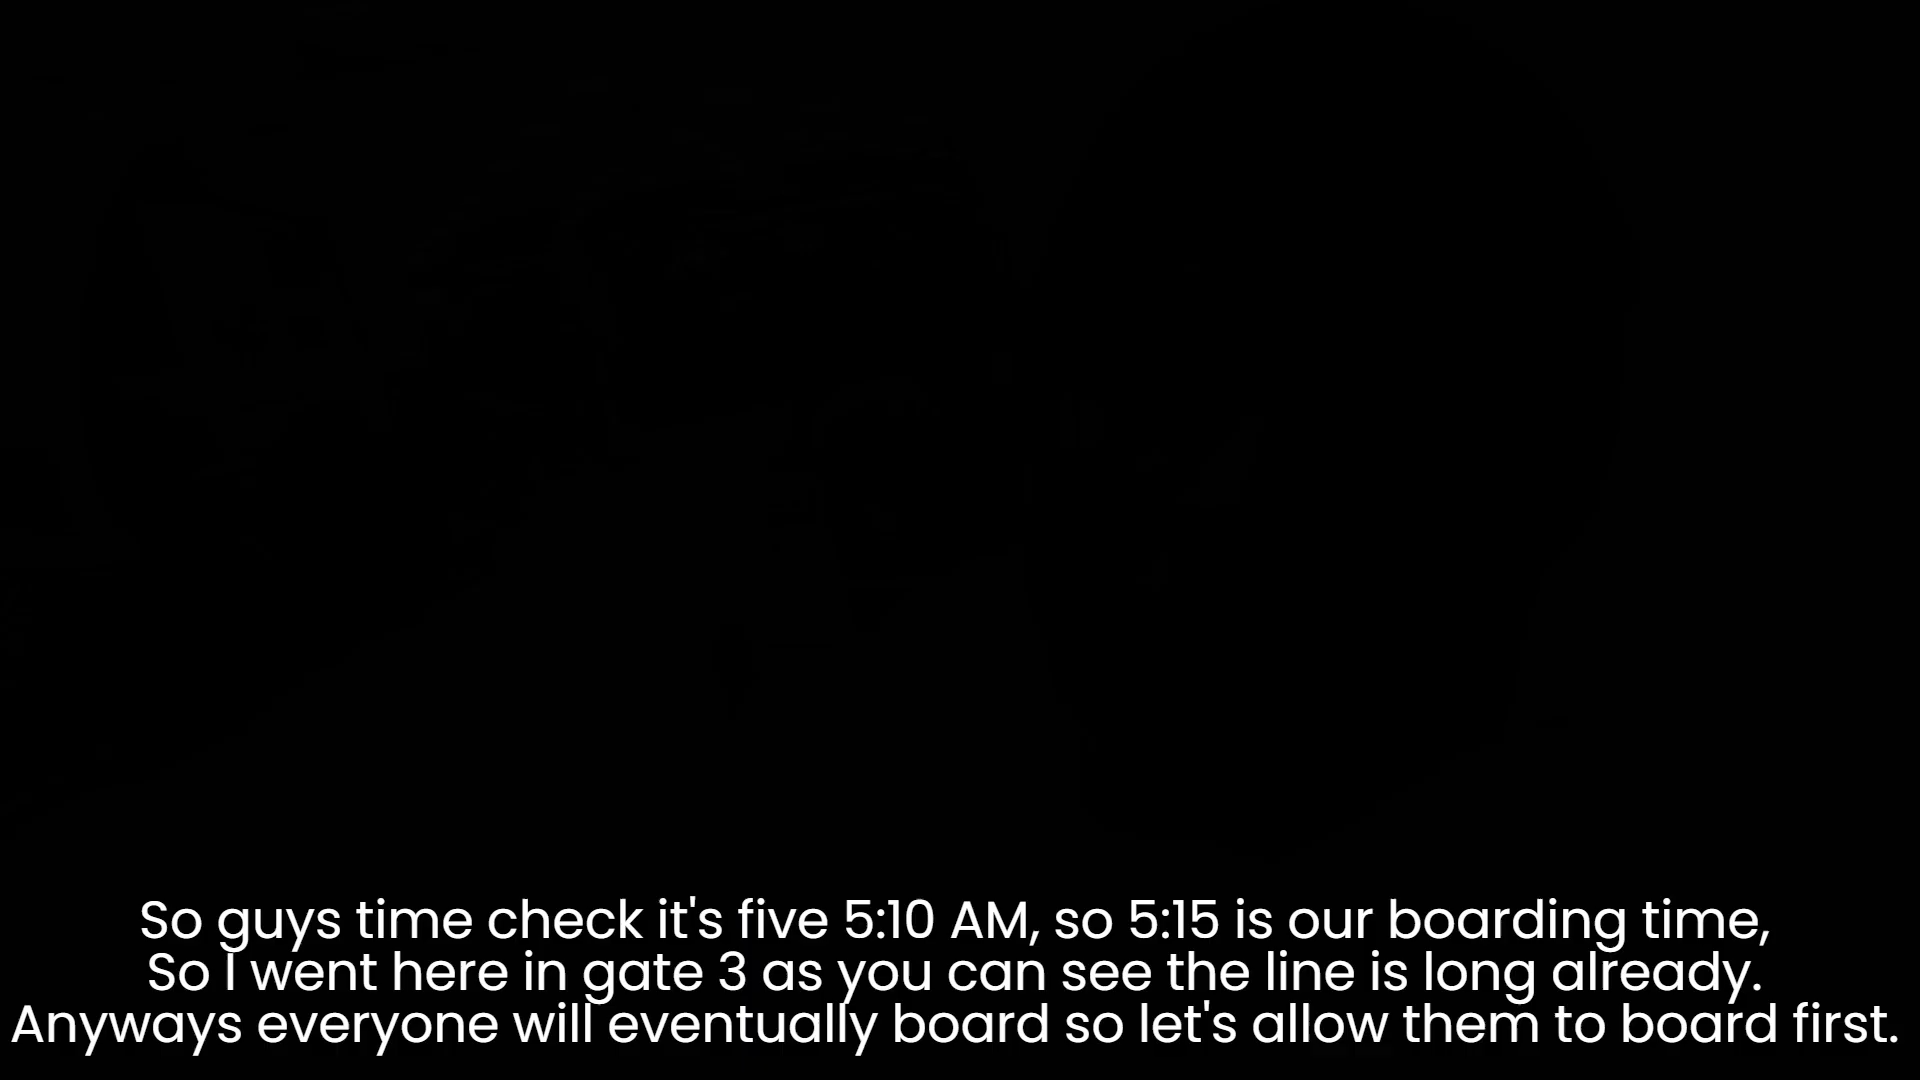 So guys time check it's five 5:10 AM, so 5:15 is our boarding time,
So I went here in gate 3 as you can see the line is long already.
Anyways everyone will eventually board so let's allow them to board first.